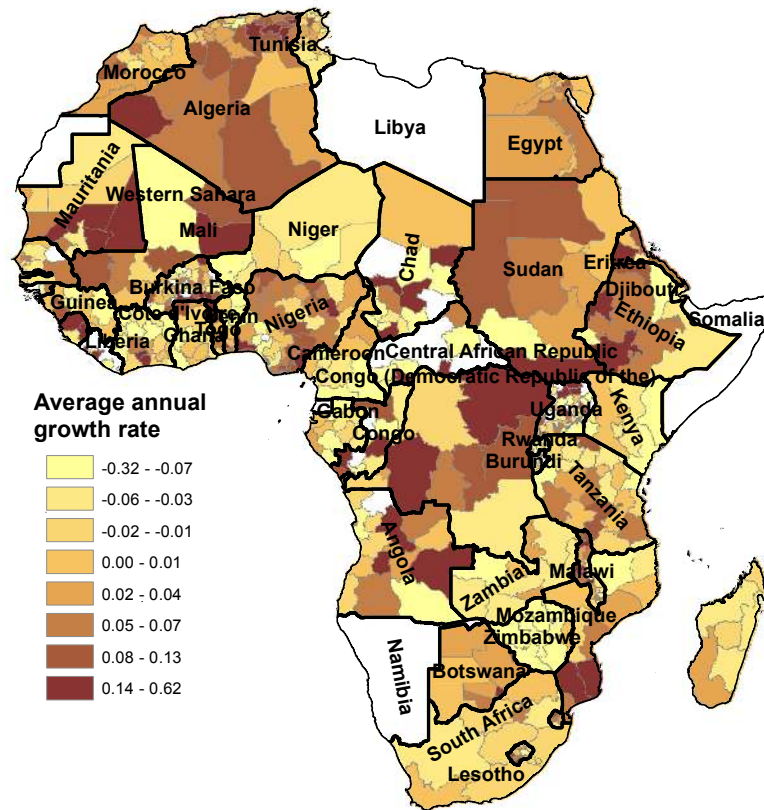 Tunisia
Morocco
Algeria
Libya
Egypt
Mauritania
Western Sahara
Mali
Niger
Chad
Sudan
Eritrea
Djibouti
Burkina Faso
Guinea
Cote d'Ivoire
Benin
Nigeria
Ethiopia
Somalia
Liberia
Ghana
Togo
Cameroon
Central African Republic
Congo (Democratic Republic of the)
Average annual
growth rate
Gabon
Congo
Uganda
Kenya
Rwanda
Burundi
-0.32 - -0.07
-0.06 - -0.03
-0.02 - -0.01
0.00 - 0.01
0.02 - 0.04
0.05 - 0.07
0.08 - 0.13
0.14 - 0.62
Tanzania
Angola
Zambia
Malawi
Mozambique
Zimbabwe
Namibia
Botswana
South Africa
Lesotho